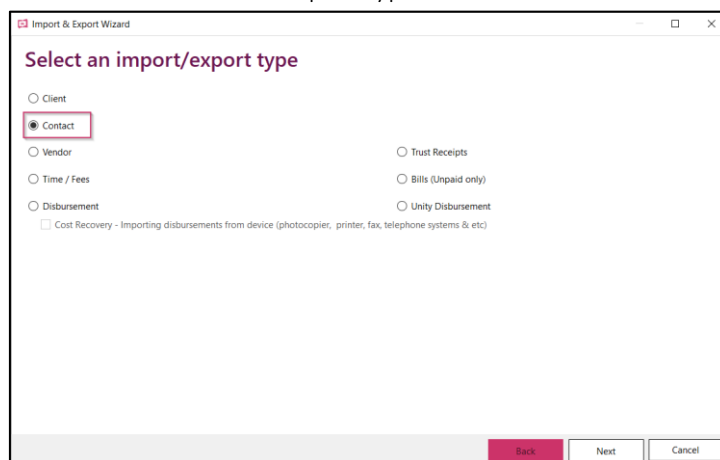 Import & Export Wizard
Select an import/export type
Client
Contact
Vendor
Trust Receipts
Time / Fees
Bills (Unpaid only)
Disbursement
Unity Disbursement
Cost Recovery - Importing disbursements from device (photocopier, printer, fax, telephone systems & etc)
Back
Next
Cancel